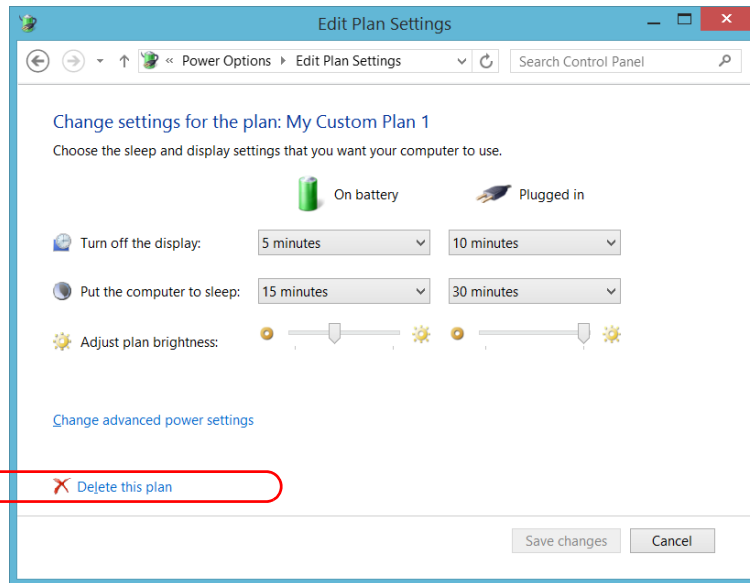 Edit Plan Settings
« Power Options Edit Plan Settings Search Control Panel
Change settings for the plan: My Custom Plan 1
Choose the sleep and display settings that you want your computer to use.
On battery Plugged in
Turn off the display: 5 minutes 10 minutes
Put the computer to sleep: 15 minutes 30 minutes
Adjust plan brightness:
Change advanced power settings
Delete this plan
Save changes Cancel